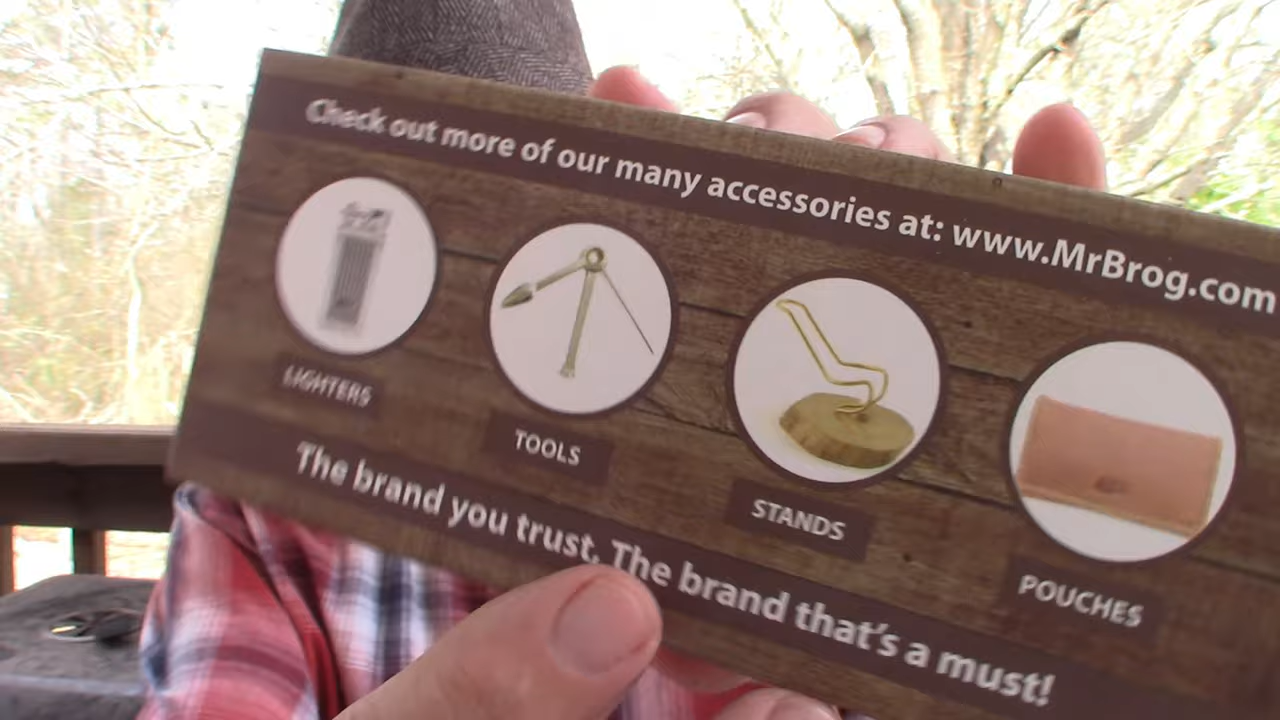 Check out more of our many accessories at: www.MrBrog.com
LIGHTERS
TOOLS
STANDS
POUCHES
The brand you trust. The brand that's a must!